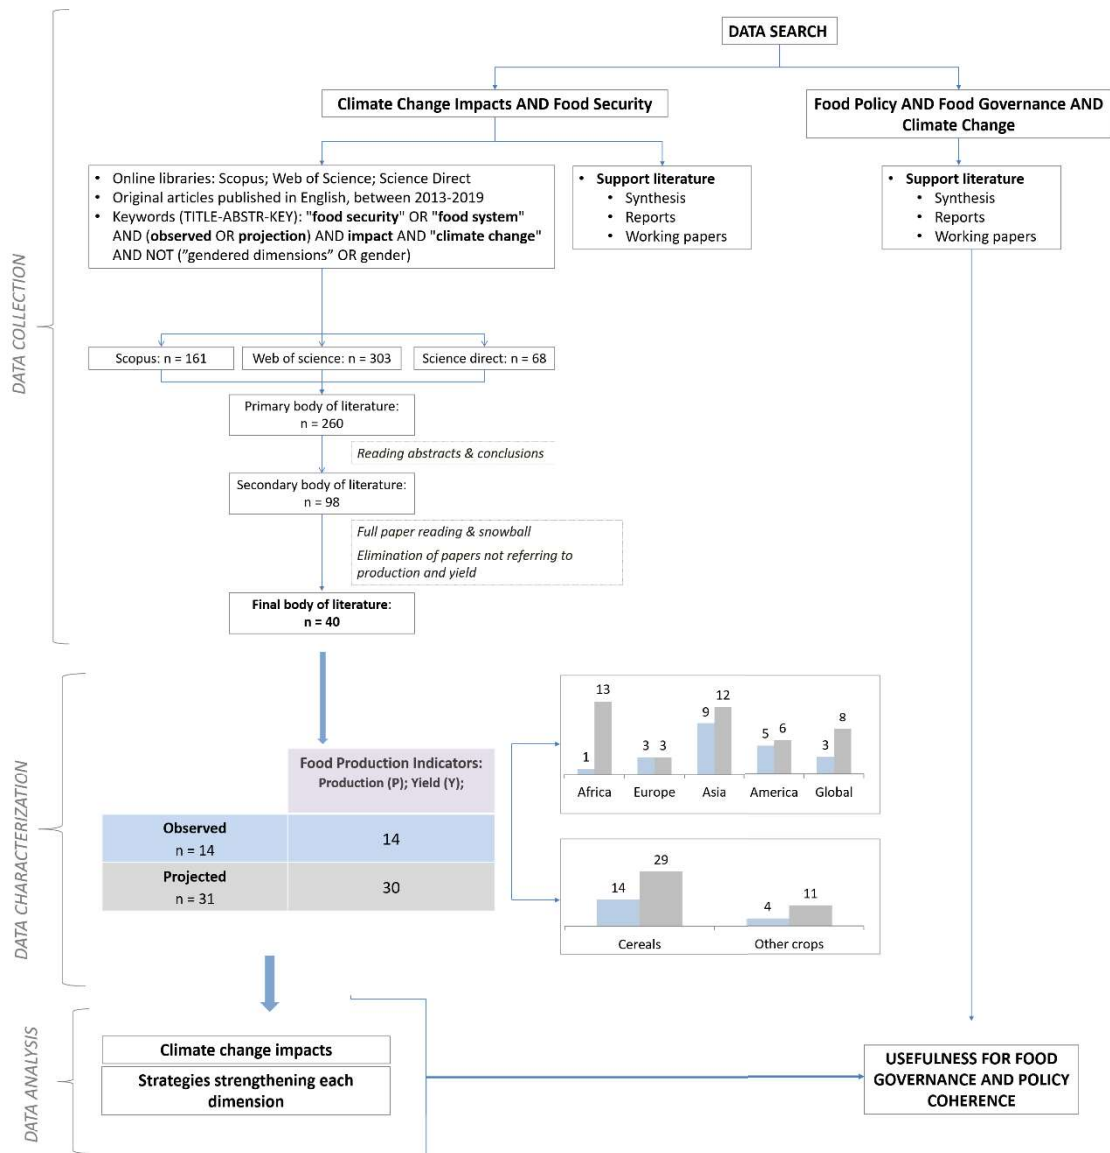 DATA SEARCH
Climate Change Impacts AND Food Security
Food Policy AND Food Governance AND
Climate Change
• Online libraries: Scopus; Web of Science; Science Direct
• Original articles published in English, between 2013-2019
• Keywords (TITLE-ABSTR-KEY): "food security" OR "food system"
AND (observed OR projection) AND impact AND "climate change"
AND NOT ("gendered dimensions" OR gender)
• Support literature
• Synthesis
• Reports
• Working papers
• Support literature
• Synthesis
• Reports
• Working papers
DATA COLLECTION
Scopus: n = 161
Web of science: n = 303
Science direct: n = 68
Primary body of literature:
n = 260
Reading abstracts & conclusions
Secondary body of literature:
n = 98
Full paper reading & snowball
Elimination of papers not referring to
production and yield
Final body of literature:
n = 40
DATA CHARACTERIZATION
Food Production Indicators:
Production (P); Yield (Y);
Observed
n = 14
14
Projected
n = 31
30
1 13 3 3 9 12 5 6 3 8
Africa Europe Asia America Global
14 29 4 11
Cereals Other crops
DATA ANALYSIS
Climate change impacts
Strategies strengthening each
dimension
USEFULNESS FOR FOOD
GOVERNANCE AND POLICY
COHERENCE